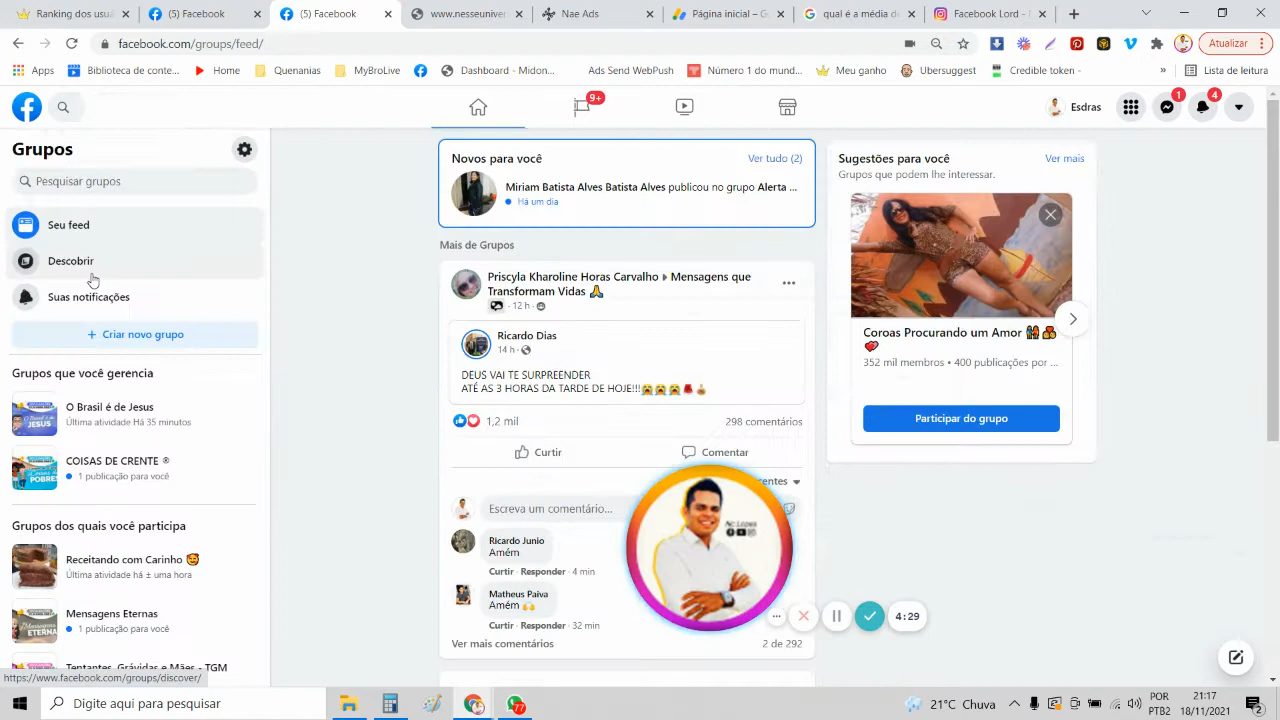 Ranking das
(5) Facebook
(5) Facebook
www.nesseuniver
Nae Ads
Página inicial – G
qual é a média de
Facebook Lord -
facebook.com/groups/feed/
Atualizar
Apps
Biblioteca de conte...
Home
Quennias
MyBroLive
Dashboard - Midon...
Ads Send WebPush
Número 1 do mund...
Meu ganho
Ubersuggest
Credible token -
»
Lista de leitura
9+
Esdras
1
4
Grupos
Pesquisar grupos
Seu feed
Descobrir
Suas notificações
+ Criar novo grupo
Grupos que você gerencia
O Brasil é de Jesus
Última atividade Há 35 minutos
COISAS DE CRENTE ®
1 publicação para você
Grupos dos quais você participa
Receitando com Carinho 🥰
Última atividade há ± uma hora
Mensagens Eternas
1 publicação para você
Tentantes, Grávidas e Mães - TGM
https://www.facebook.com/groups/discover/
Novos para você
Ver tudo (2)
Miriam Batista Alves Batista Alves publicou no grupo Alerta ...
Há um dia
Mais de Grupos
Priscyla Kharoline Horas Carvalho ▸ Mensagens que
Transformam Vidas 🙏
· 12 h ·
Ricardo Dias
14 h ·
DEUS VAI TE SURPREENDER
ATÉ AS 3 HORAS DA TARDE DE HOJE!!!😭😭😭
1,2 mil
298 comentários
Curtir
Comentar
Escreva um comentário...
Ricardo Junio
Amém
Curtir · Responder · 4 min
Matheus Paiva
Amém 🙌
Curtir · Responder · 32 min
Ver mais comentários
2 de 292
Sugestões para você
Ver mais
Grupos que podem lhe interessar.
Coroas Procurando um Amor 👫💑
❤
352 mil membros • 400 publicações por ...
Participar do grupo
4:29
Digite aqui para pesquisar
77
21°C Chuva
POR
PTB2
21:17
18/11/2021
2